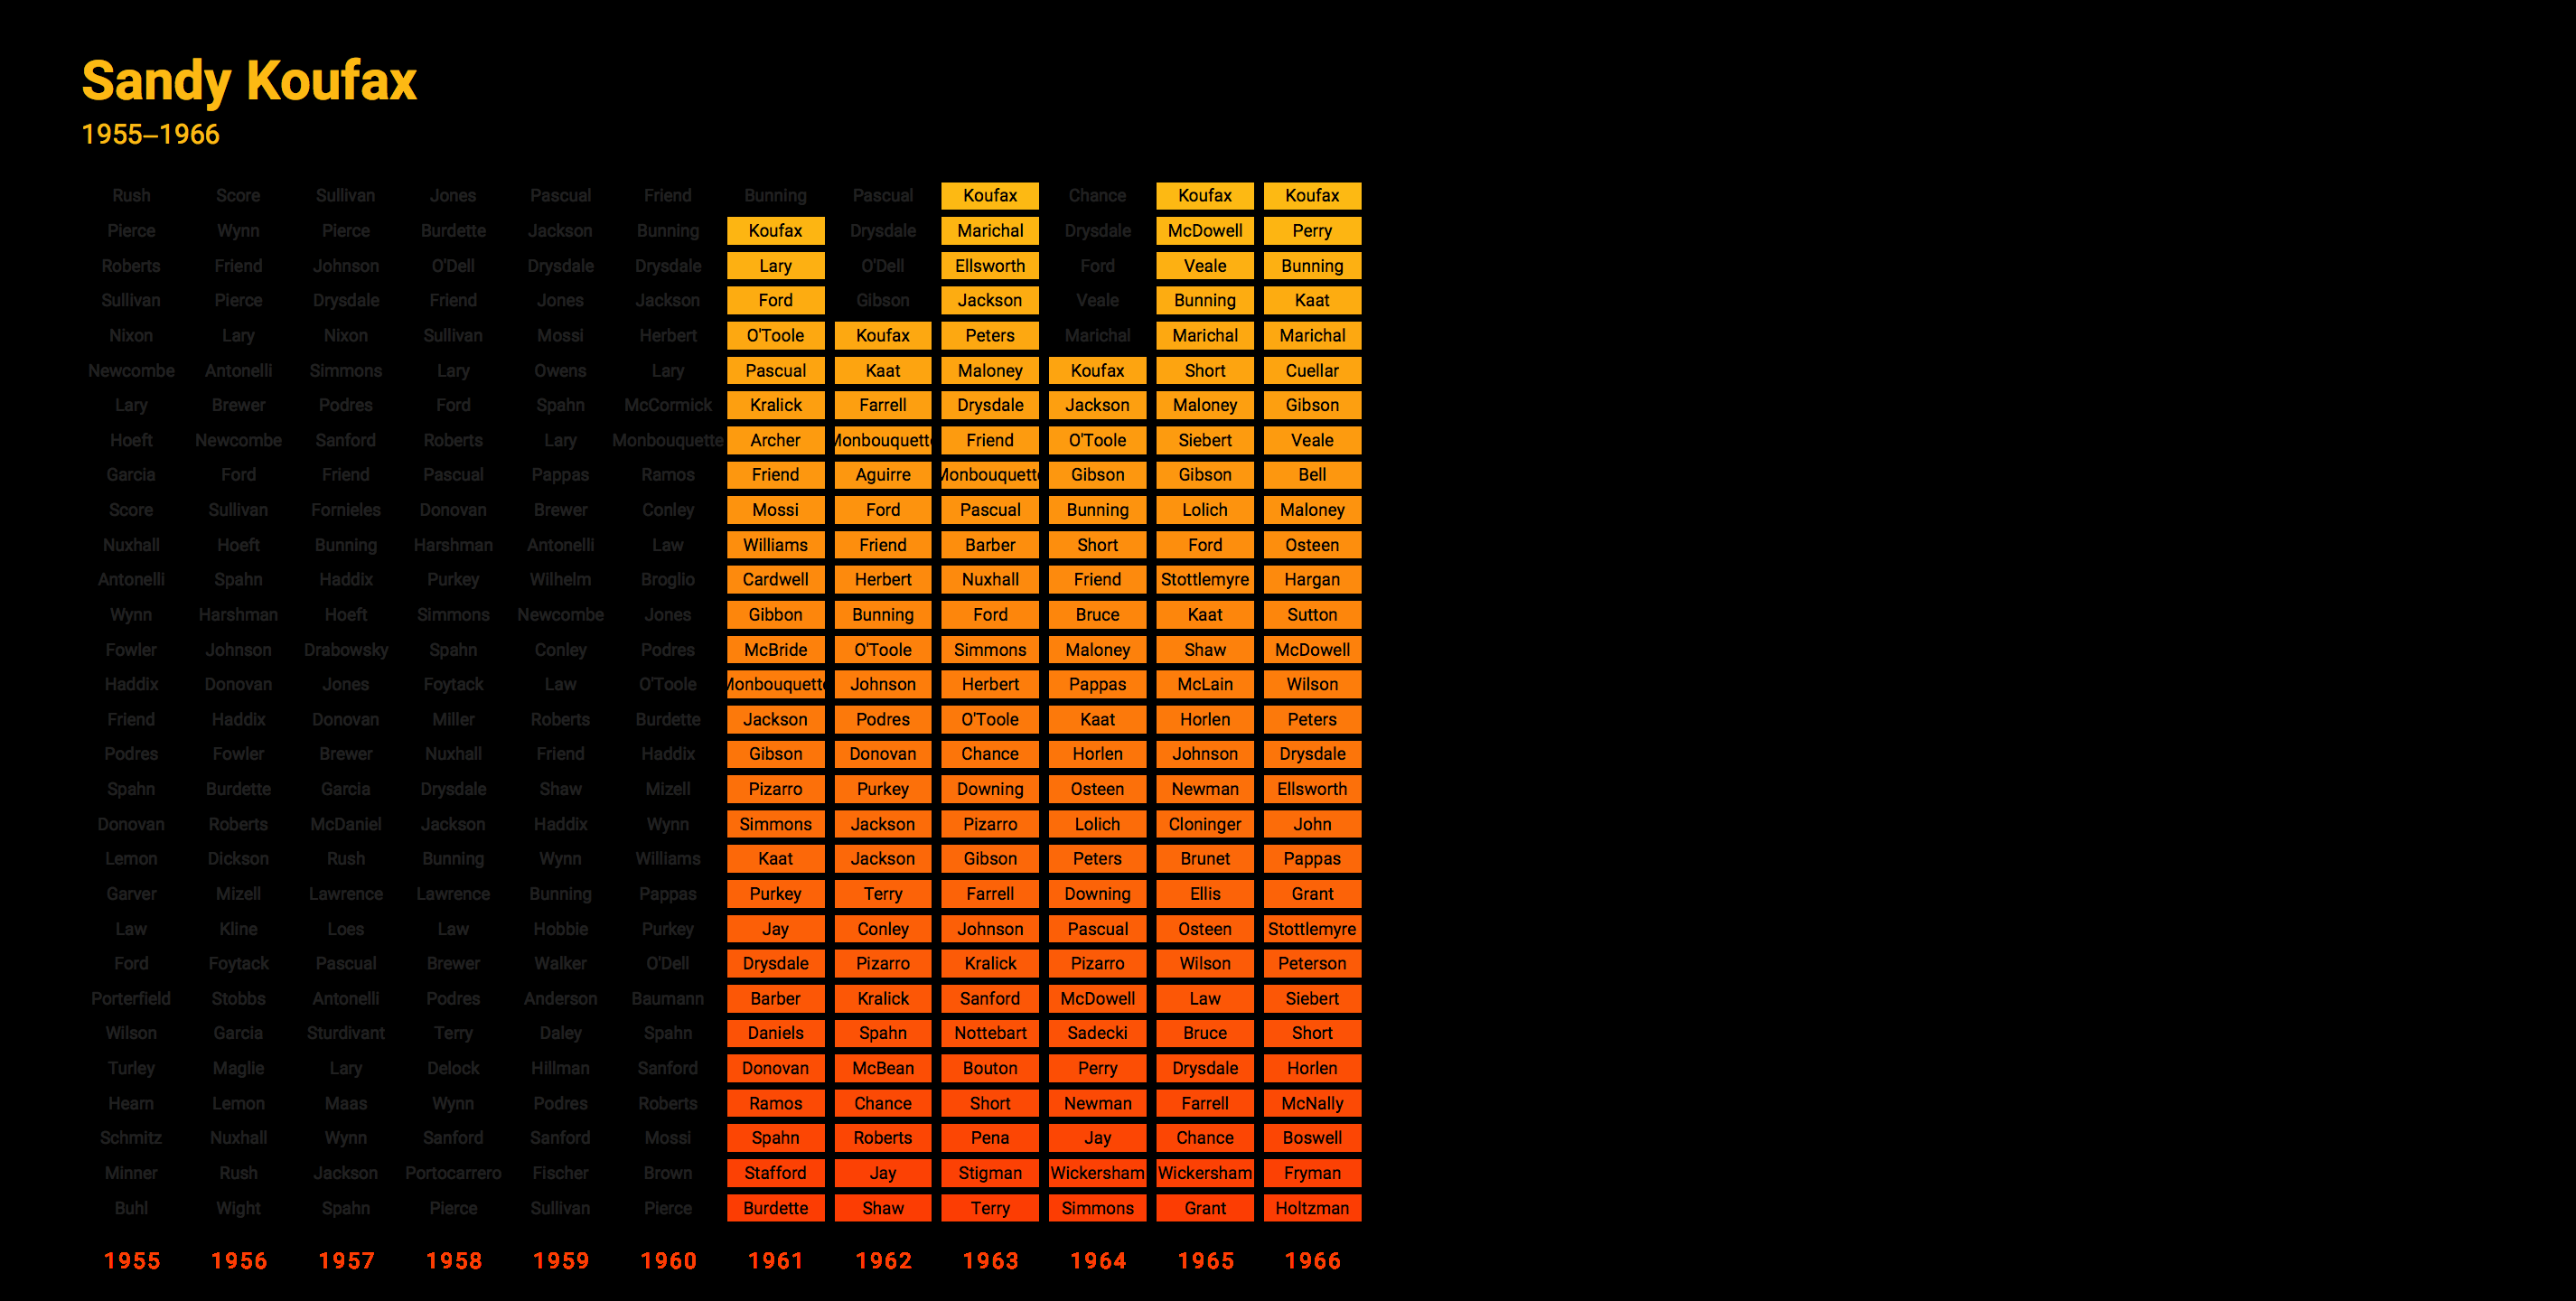 Sandy Koufax
1955–1966
Rush Score Sullivan Jones Pascual Friend Bunning Pascual Koufax Chance Koufax Koufax
Pierce Wynn Pierce Burdette Jackson Bunning Koufax Drysdale Marichal Drysdale McDowell Perry
Roberts Friend Johnson O'Dell Drysdale Drysdale Lary O'Dell Ellsworth Ford Veale Bunning
Sullivan Pierce Drysdale Friend Jones Jackson Ford Gibson Jackson Veale Bunning Kaat
Nixon Lary Nixon Sullivan Mossi Herbert O'Toole Koufax Peters Marichal Marichal Marichal
Newcombe Antonelli Simmons Lary Owens Lary Pascual Kaat Maloney Koufax Short Cuellar
Lary Brewer Podres Ford Spahn McCormick Kralick Farrell Drysdale Jackson Maloney Gibson
Hoeft Newcombe Sanford Roberts Lary Monbouquette Archer Monbouquette Friend O'Toole Siebert Veale
Garcia Ford Friend Pascual Pappas Ramos Friend Aguirre Monbouquette Gibson Gibson Bell
Score Sullivan Fornieles Donovan Brewer Conley Mossi Ford Pascual Bunning Lolich Maloney
Nuxhall Hoeft Bunning Harshman Antonelli Law Williams Friend Barber Short Ford Osteen
Antonelli Spahn Haddix Purkey Wilhelm Broglio Cardwell Herbert Nuxhall Friend Stottlemyre Hargan
Wynn Harshman Hoeft Simmons Newcombe Jones Gibbon Bunning Ford Bruce Kaat Sutton
Fowler Johnson Drabowsky Spahn Conley Podres McBride O'Toole Simmons Maloney Shaw McDowell
Haddix Donovan Jones Foytack Law O'Toole Monbouquette Johnson Herbert Pappas McLain Wilson
Friend Haddix Donovan Miller Roberts Burdette Jackson Podres O'Toole Kaat Horlen Peters
Podres Fowler Brewer Nuxhall Friend Haddix Gibson Donovan Chance Horlen Johnson Drysdale
Spahn Burdette Garcia Drysdale Shaw Mizell Pizarro Purkey Downing Osteen Newman Ellsworth
Donovan Roberts McDaniel Jackson Haddix Wynn Simmons Jackson Pizarro Lolich Cloninger John
Lemon Dickson Rush Bunning Wynn Williams Kaat Jackson Gibson Peters Brunet Pappas
Garver Mizell Lawrence Lawrence Bunning Pappas Purkey Terry Farrell Downing Ellis Grant
Law Kline Loes Law Hobbie Purkey Jay Conley Johnson Pascual Osteen Stottlemyre
Ford Foytack Pascual Brewer Walker O'Dell Drysdale Pizarro Kralick Pizarro Wilson Peterson
Porterfield Stobbs Antonelli Podres Anderson Baumann Barber Kralick Sanford McDowell Law Siebert
Wilson Garcia Sturdivant Terry Daley Spahn Daniels Spahn Nottebart Sadecki Bruce Short
Turley Maglie Lary Delock Hillman Sanford Donovan McBean Bouton Perry Drysdale Horlen
Hearn Lemon Maas Wynn Podres Roberts Ramos Chance Short Newman Farrell McNally
Schmitz Nuxhall Wynn Sanford Sanford Mossi Spahn Roberts Pena Jay Chance Boswell
Minner Rush Jackson Portocarrero Fischer Brown Stafford Jay Stigman Wickersham Wickersham Fryman
Buhl Wight Spahn Pierce Sullivan Pierce Burdette Shaw Terry Simmons Grant Holtzman
1955 1956 1957 1958 1959 1960 1961 1962 1963 1964 1965 1966